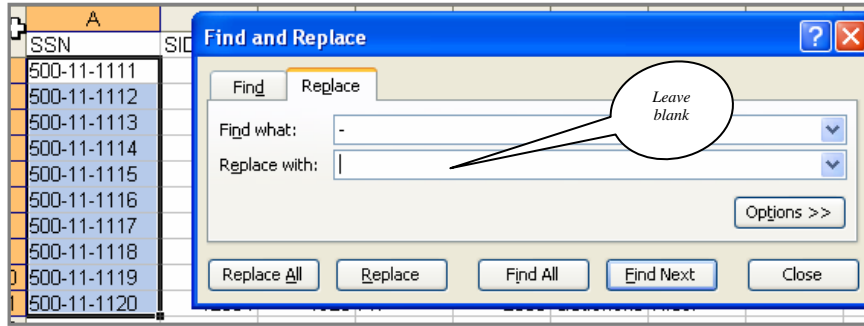 A
SSN
SID
500-11-1111
500-11-1112
500-11-1113
500-11-1114
500-11-1115
500-11-1116
500-11-1117
500-11-1118
500-11-1119
500-11-1120
Find and Replace
Find
Replace
Find what:
-
Replace with:
Leave
blank
Options >>
Replace All
Replace
Find All
Find Next
Close